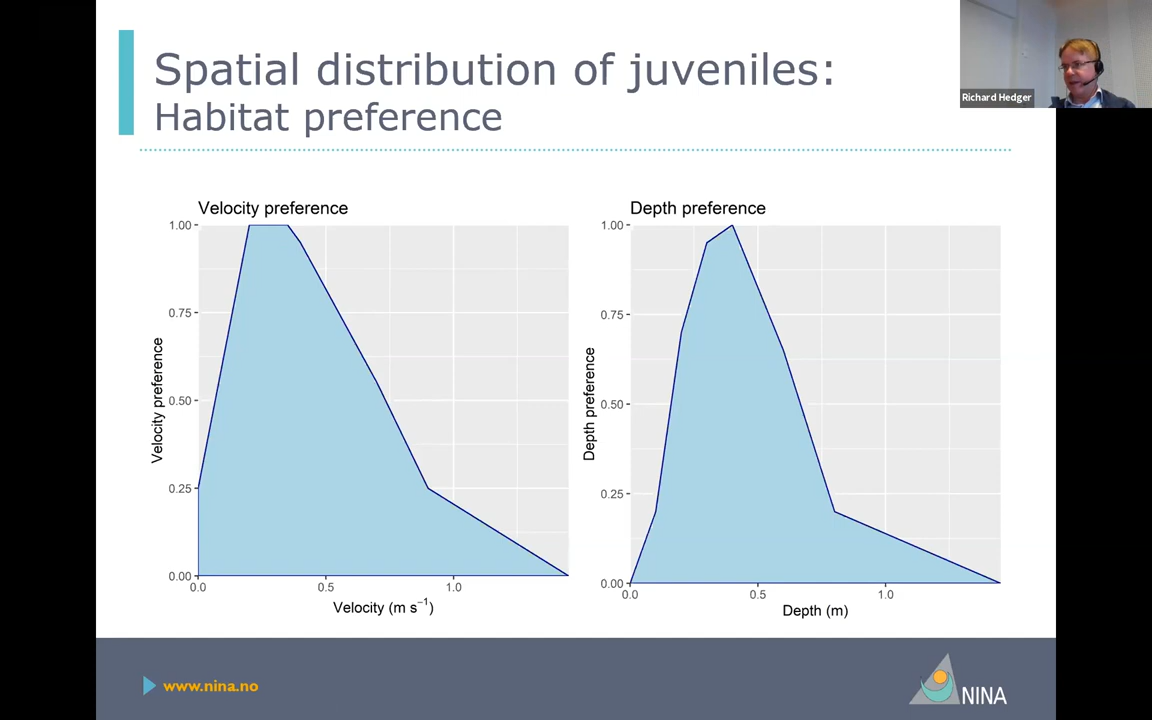 Spatial distribution of juveniles:
Habitat preference
Richard Hedger
Velocity preference
1.00
0.75
0.50
0.25
0.00
Velocity preference
0.0 0.5 1.0
Velocity (m s⁻¹)
Depth preference
1.00
0.75
0.50
0.25
0.00
Depth preference
0.0 0.5 1.0
Depth (m)
www.nina.no
NINA